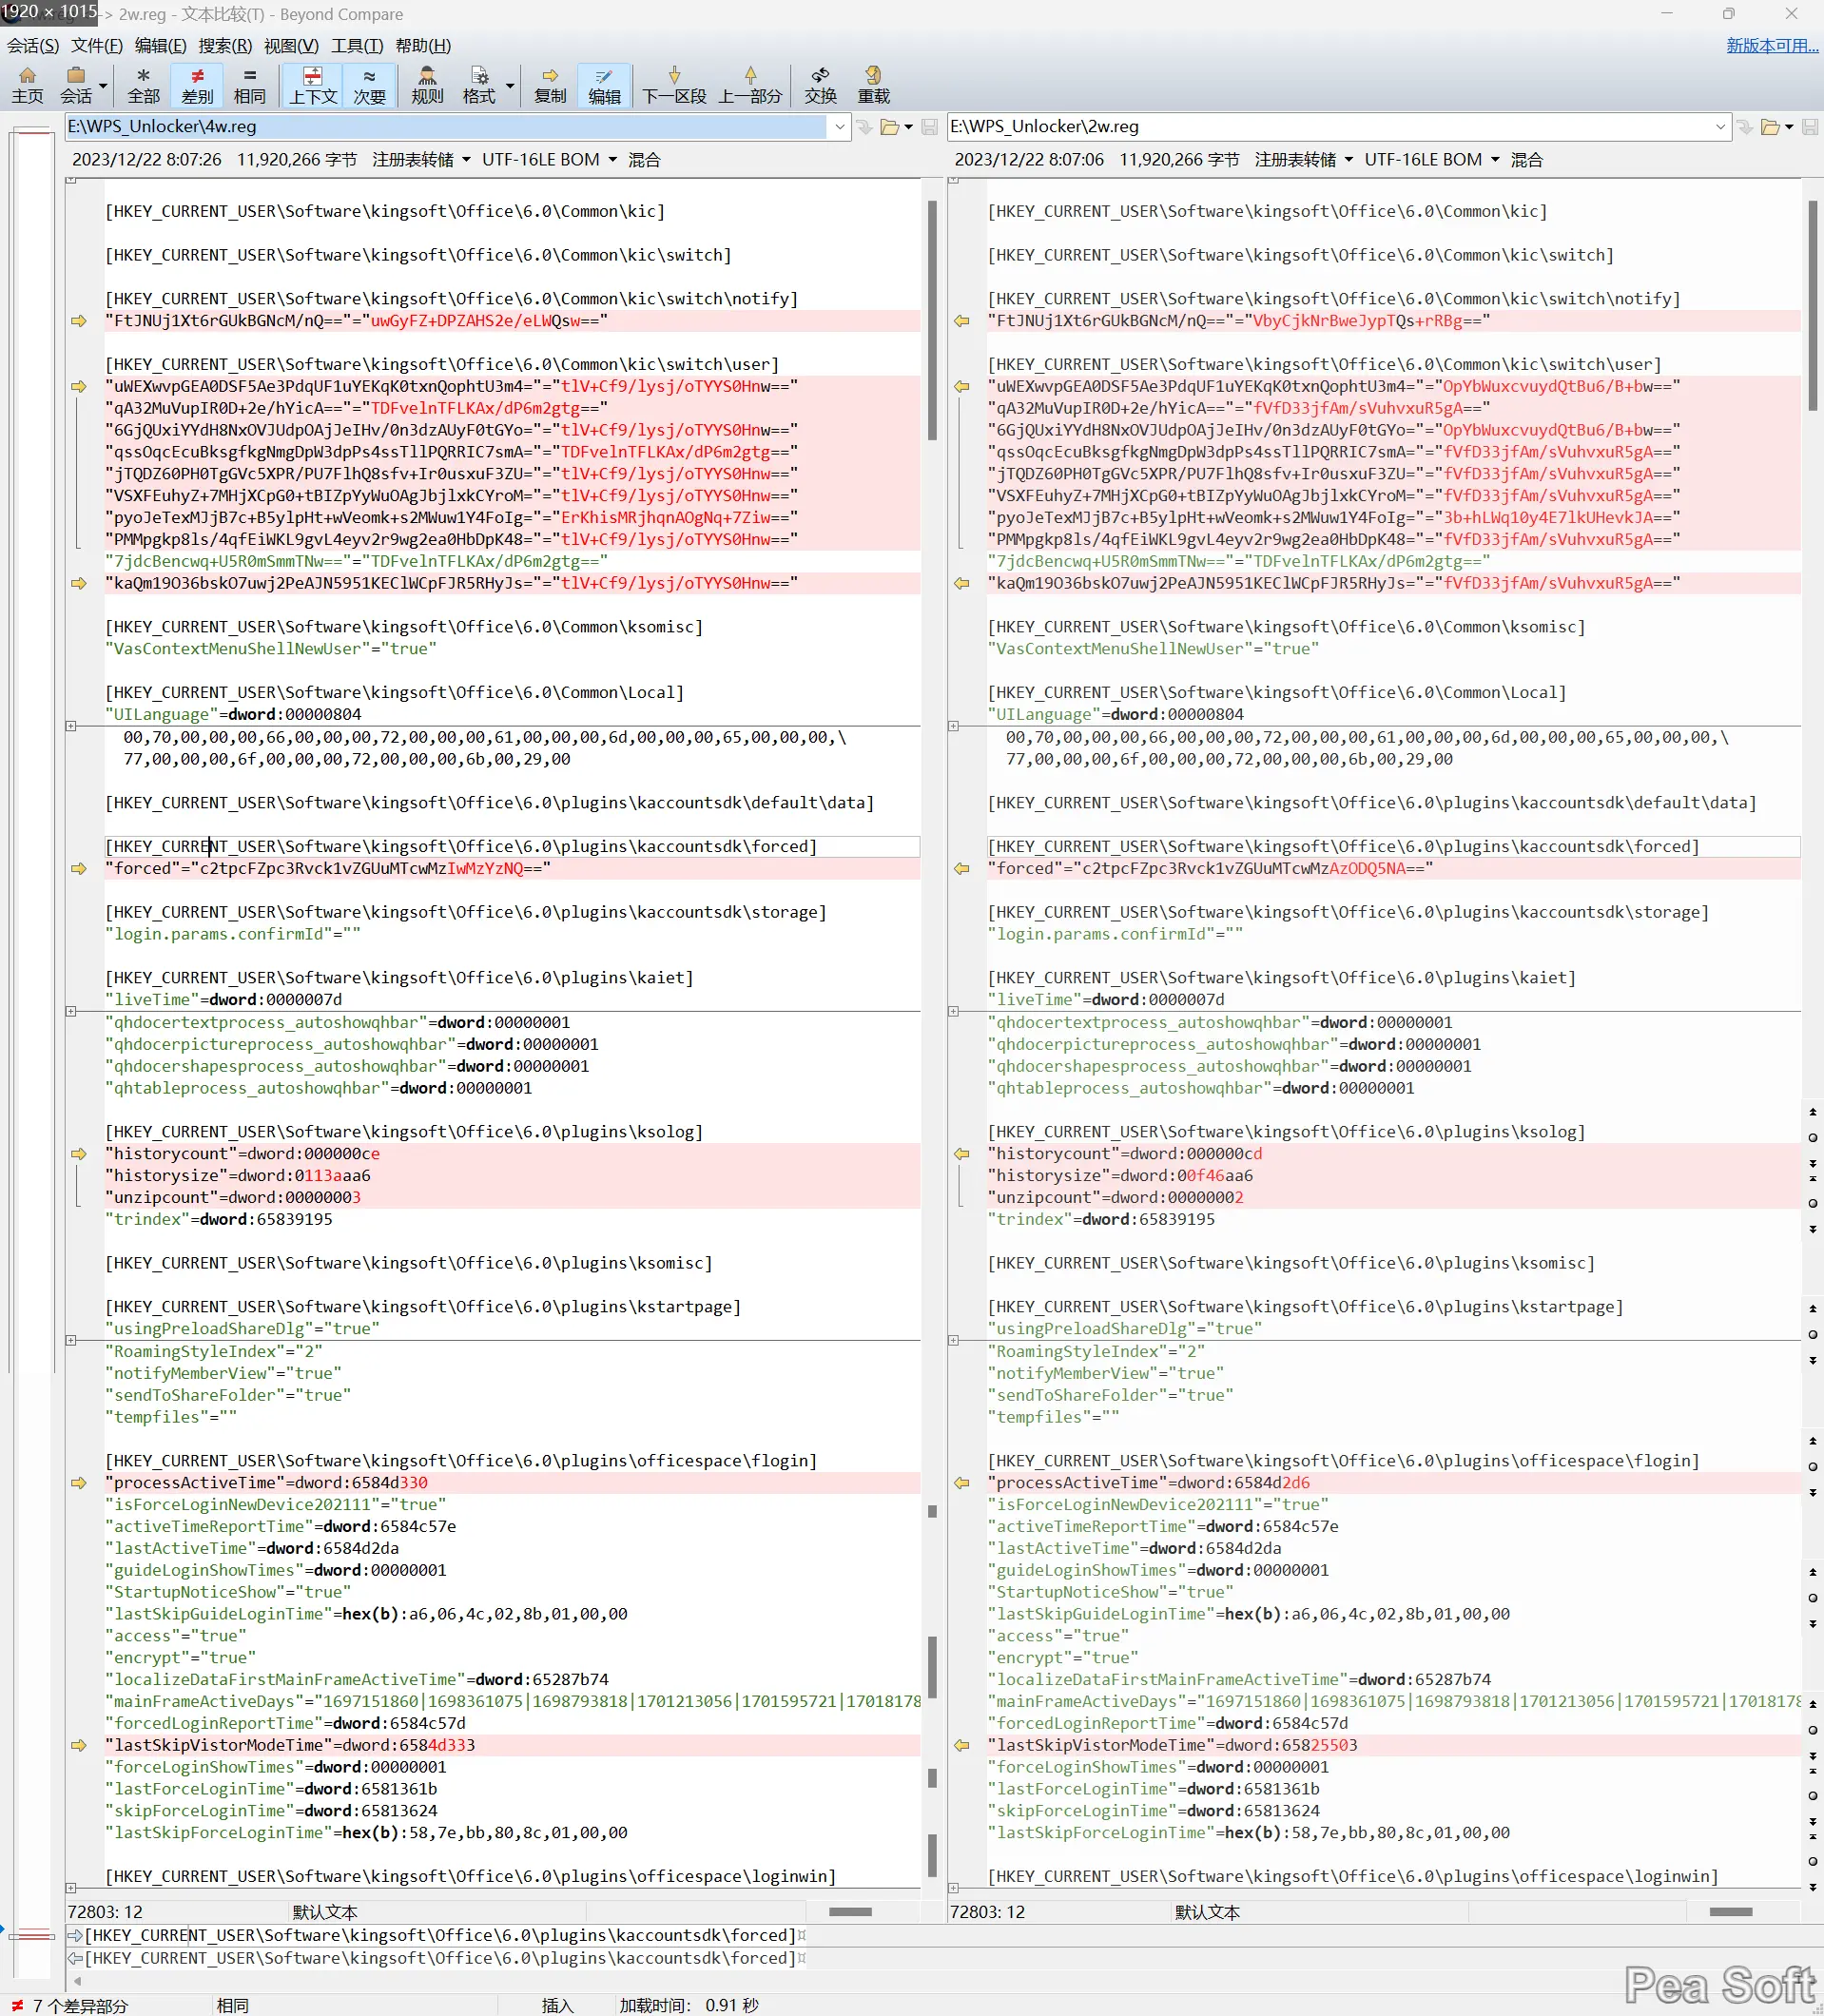 1920 × 1015
> 2w.reg - 文本比较(T) - Beyond Compare
会话(S) 文件(F) 编辑(E) 搜索(R) 视图(V) 工具(T) 帮助(H)
新版本可用...
主页 会话 全部 差别 相同 上下文 次要 规则 格式 复制 编辑 下一区段 上一部分 交换 重载
E:\WPS_Unlocker\4w.reg
2023/12/22 8:07:26 11,920,266 字节 注册表转储 UTF-16LE BOM 混合
[HKEY_CURRENT_USER\Software\kingsoft\Office\6.0\Common\kic]
[HKEY_CURRENT_USER\Software\kingsoft\Office\6.0\Common\kic\switch]
[HKEY_CURRENT_USER\Software\kingsoft\Office\6.0\Common\kic\switch\notify]
"FtJNUj1Xt6rGUkBGNcM/nQ=="="uwGyFZ+DPZAHS2e/eLWQsw=="
[HKEY_CURRENT_USER\Software\kingsoft\Office\6.0\Common\kic\switch\user]
"uWEXwvpGEA0DSF5Ae3PdqUF1uYEKqK0txnQophtU3m4="="tlV+Cf9/lysj/oTYYS0Hnw=="
"qA32MuVupIR0D+2e/hYicA=="="TDFvelnTFLKAx/dP6m2gtg=="
"6GjQUxiYYdH8NxOVJUdpOAjJeIHv/0n3dzAUyF0tGYo="="tlV+Cf9/lysj/oTYYS0Hnw=="
"qssOqcEcuBksgfkgNmgDpW3dpPs4ssTllPQRRIC7smA="="TDFvelnTFLKAx/dP6m2gtg=="
"jTQDZ60PH0TgGVc5XPR/PU7FlhQ8sfv+Ir0usxuF3ZU="="tlV+Cf9/lysj/oTYYS0Hnw=="
"VSXFEuhyZ+7MHjXCpG0+tBIZpYyWuOAgJbjlxkCYroM="="tlV+Cf9/lysj/oTYYS0Hnw=="
"pyoJeTexMJjB7c+B5ylpHt+wVeomk+s2MWuw1Y4FoIg="="ErKhisMRjhqnAOgNq+7Ziw=="
"PMMpgkp8ls/4qfEiWKL9gvL4eyv2r9wg2ea0HbDpK48="="tlV+Cf9/lysj/oTYYS0Hnw=="
"7jdcBencwq+U5R0mSmmTNw=="="TDFvelnTFLKAx/dP6m2gtg=="
"kaQm19O36bskO7uwj2PeAJN5951KEClWCpFJR5RHyJs="="tlV+Cf9/lysj/oTYYS0Hnw=="
[HKEY_CURRENT_USER\Software\kingsoft\Office\6.0\Common\ksomisc]
"VasContextMenuShellNewUser"="true"
[HKEY_CURRENT_USER\Software\kingsoft\Office\6.0\Common\Local]
"UILanguage"=dword:00000804
00,70,00,00,00,66,00,00,00,72,00,00,00,61,00,00,00,6d,00,00,00,65,00,00,00,\
77,00,00,00,6f,00,00,00,72,00,00,00,6b,00,29,00
[HKEY_CURRENT_USER\Software\kingsoft\Office\6.0\plugins\kaccountsdk\default\data]
[HKEY_CURRENT_USER\Software\kingsoft\Office\6.0\plugins\kaccountsdk\forced]
"forced"="c2tpcFZpc3Rvck1vZGUuMTcwMzIwMzYzNQ=="
[HKEY_CURRENT_USER\Software\kingsoft\Office\6.0\plugins\kaccountsdk\storage]
"login.params.confirmId"=""
[HKEY_CURRENT_USER\Software\kingsoft\Office\6.0\plugins\kaiet]
"liveTime"=dword:0000007d
"qhdocertextprocess_autoshowqhbar"=dword:00000001
"qhdocerpictureprocess_autoshowqhbar"=dword:00000001
"qhdocershapesprocess_autoshowqhbar"=dword:00000001
"qhtableprocess_autoshowqhbar"=dword:00000001
[HKEY_CURRENT_USER\Software\kingsoft\Office\6.0\plugins\ksolog]
"historycount"=dword:000000ce
"historysize"=dword:0113aaa6
"unzipcount"=dword:00000003
"trindex"=dword:65839195
[HKEY_CURRENT_USER\Software\kingsoft\Office\6.0\plugins\ksomisc]
[HKEY_CURRENT_USER\Software\kingsoft\Office\6.0\plugins\kstartpage]
"usingPreloadShareDlg"="true"
"RoamingStyleIndex"="2"
"notifyMemberView"="true"
"sendToShareFolder"="true"
"tempfiles"=""
[HKEY_CURRENT_USER\Software\kingsoft\Office\6.0\plugins\officespace\flogin]
"processActiveTime"=dword:6584d330
"isForceLoginNewDevice202111"="true"
"activeTimeReportTime"=dword:6584c57e
"lastActiveTime"=dword:6584d2da
"guideLoginShowTimes"=dword:00000001
"StartupNoticeShow"="true"
"lastSkipGuideLoginTime"=hex(b):a6,06,4c,02,8b,01,00,00
"access"="true"
"encrypt"="true"
"localizeDataFirstMainFrameActiveTime"=dword:65287b74
"mainFrameActiveDays"="1697151860|1698361075|1698793818|1701213056|1701595721|17018178
"forcedLoginReportTime"=dword:6584c57d
"lastSkipVistorModeTime"=dword:6584d333
"forceLoginShowTimes"=dword:00000001
"lastForceLoginTime"=dword:6581361b
"skipForceLoginTime"=dword:65813624
"lastSkipForceLoginTime"=hex(b):58,7e,bb,80,8c,01,00,00
[HKEY_CURRENT_USER\Software\kingsoft\Office\6.0\plugins\officespace\loginwin]
72803: 12 默认文本
E:\WPS_Unlocker\2w.reg
2023/12/22 8:07:06 11,920,266 字节 注册表转储 UTF-16LE BOM 混合
[HKEY_CURRENT_USER\Software\kingsoft\Office\6.0\Common\kic]
[HKEY_CURRENT_USER\Software\kingsoft\Office\6.0\Common\kic\switch]
[HKEY_CURRENT_USER\Software\kingsoft\Office\6.0\Common\kic\switch\notify]
"FtJNUj1Xt6rGUkBGNcM/nQ=="="VbyCjkNrBweJypTQs+rRBg=="
[HKEY_CURRENT_USER\Software\kingsoft\Office\6.0\Common\kic\switch\user]
"uWEXwvpGEA0DSF5Ae3PdqUF1uYEKqK0txnQophtU3m4="="OpYbWuxcvuydQtBu6/B+bw=="
"qA32MuVupIR0D+2e/hYicA=="="fVfD33jfAm/sVuhvxuR5gA=="
"6GjQUxiYYdH8NxOVJUdpOAjJeIHv/0n3dzAUyF0tGYo="="OpYbWuxcvuydQtBu6/B+bw=="
"qssOqcEcuBksgfkgNmgDpW3dpPs4ssTllPQRRIC7smA="="fVfD33jfAm/sVuhvxuR5gA=="
"jTQDZ60PH0TgGVc5XPR/PU7FlhQ8sfv+Ir0usxuF3ZU="="fVfD33jfAm/sVuhvxuR5gA=="
"VSXFEuhyZ+7MHjXCpG0+tBIZpYyWuOAgJbjlxkCYroM="="fVfD33jfAm/sVuhvxuR5gA=="
"pyoJeTexMJjB7c+B5ylpHt+wVeomk+s2MWuw1Y4FoIg="="3b+hLWq10y4E7lkUHevkJA=="
"PMMpgkp8ls/4qfEiWKL9gvL4eyv2r9wg2ea0HbDpK48="="fVfD33jfAm/sVuhvxuR5gA=="
"7jdcBencwq+U5R0mSmmTNw=="="TDFvelnTFLKAx/dP6m2gtg=="
"kaQm19O36bskO7uwj2PeAJN5951KEClWCpFJR5RHyJs="="fVfD33jfAm/sVuhvxuR5gA=="
[HKEY_CURRENT_USER\Software\kingsoft\Office\6.0\Common\ksomisc]
"VasContextMenuShellNewUser"="true"
[HKEY_CURRENT_USER\Software\kingsoft\Office\6.0\Common\Local]
"UILanguage"=dword:00000804
00,70,00,00,00,66,00,00,00,72,00,00,00,61,00,00,00,6d,00,00,00,65,00,00,00,\
77,00,00,00,6f,00,00,00,72,00,00,00,6b,00,29,00
[HKEY_CURRENT_USER\Software\kingsoft\Office\6.0\plugins\kaccountsdk\default\data]
[HKEY_CURRENT_USER\Software\kingsoft\Office\6.0\plugins\kaccountsdk\forced]
"forced"="c2tpcFZpc3Rvck1vZGUuMTcwMzAzODQ5NA=="
[HKEY_CURRENT_USER\Software\kingsoft\Office\6.0\plugins\kaccountsdk\storage]
"login.params.confirmId"=""
[HKEY_CURRENT_USER\Software\kingsoft\Office\6.0\plugins\kaiet]
"liveTime"=dword:0000007d
"qhdocertextprocess_autoshowqhbar"=dword:00000001
"qhdocerpictureprocess_autoshowqhbar"=dword:00000001
"qhdocershapesprocess_autoshowqhbar"=dword:00000001
"qhtableprocess_autoshowqhbar"=dword:00000001
[HKEY_CURRENT_USER\Software\kingsoft\Office\6.0\plugins\ksolog]
"historycount"=dword:000000cd
"historysize"=dword:00f46aa6
"unzipcount"=dword:00000002
"trindex"=dword:65839195
[HKEY_CURRENT_USER\Software\kingsoft\Office\6.0\plugins\ksomisc]
[HKEY_CURRENT_USER\Software\kingsoft\Office\6.0\plugins\kstartpage]
"usingPreloadShareDlg"="true"
"RoamingStyleIndex"="2"
"notifyMemberView"="true"
"sendToShareFolder"="true"
"tempfiles"=""
[HKEY_CURRENT_USER\Software\kingsoft\Office\6.0\plugins\officespace\flogin]
"processActiveTime"=dword:6584d2d6
"isForceLoginNewDevice202111"="true"
"activeTimeReportTime"=dword:6584c57e
"lastActiveTime"=dword:6584d2da
"guideLoginShowTimes"=dword:00000001
"StartupNoticeShow"="true"
"lastSkipGuideLoginTime"=hex(b):a6,06,4c,02,8b,01,00,00
"access"="true"
"encrypt"="true"
"localizeDataFirstMainFrameActiveTime"=dword:65287b74
"mainFrameActiveDays"="1697151860|1698361075|1698793818|1701213056|1701595721|17018178
"forcedLoginReportTime"=dword:6584c57d
"lastSkipVistorModeTime"=dword:65825503
"forceLoginShowTimes"=dword:00000001
"lastForceLoginTime"=dword:6581361b
"skipForceLoginTime"=dword:65813624
"lastSkipForceLoginTime"=hex(b):58,7e,bb,80,8c,01,00,00
[HKEY_CURRENT_USER\Software\kingsoft\Office\6.0\plugins\officespace\loginwin]
72803: 12 默认文本
[HKEY_CURRENT_USER\Software\kingsoft\Office\6.0\plugins\kaccountsdk\forced]¤
[HKEY_CURRENT_USER\Software\kingsoft\Office\6.0\plugins\kaccountsdk\forced]¤
≠ 7 个差异部分 相同 插入 加载时间: 0.91 秒
Pea Soft